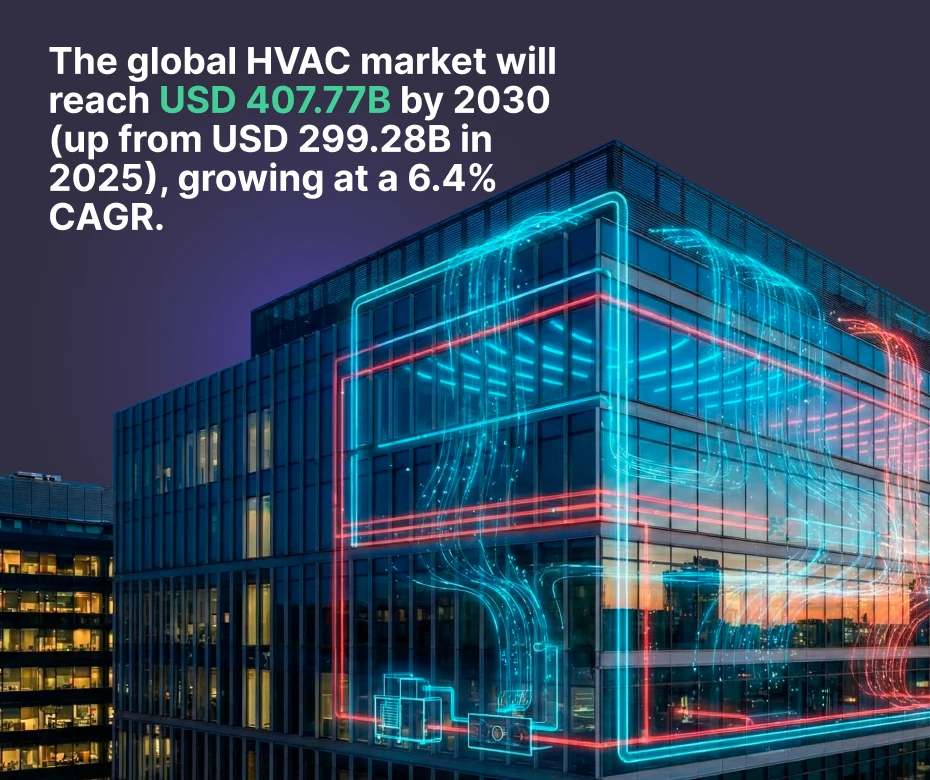 The global HVAC market will
reach USD 407.77B by 2030
(up from USD 299.28B in
2025), growing at a 6.4%
CAGR.